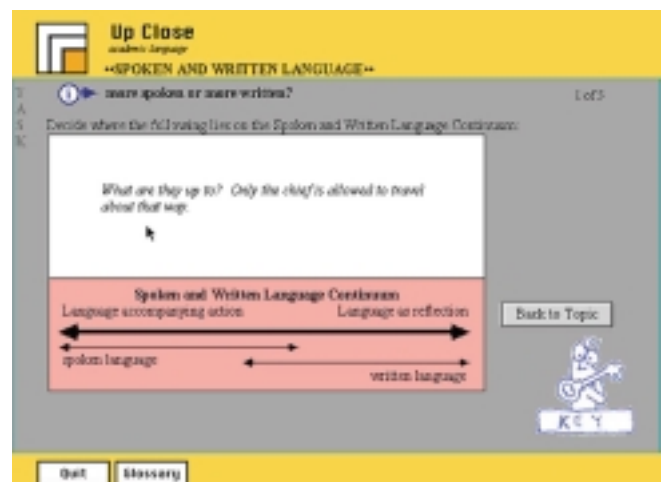 Up Close
academic language
••SPOKEN AND WRITTEN LANGUAGE••
TASK
i more spoken or more written?
1 of 3
Decide where the following lies on the Spoken and Written Language Continuum:
What are they up to? Only the chief is allowed to travel
about that way.
Spoken and Written Language Continuum
Language accompanying action Language as reflection
spoken language
written language
Back to Topic
KEY
Quit Glossary